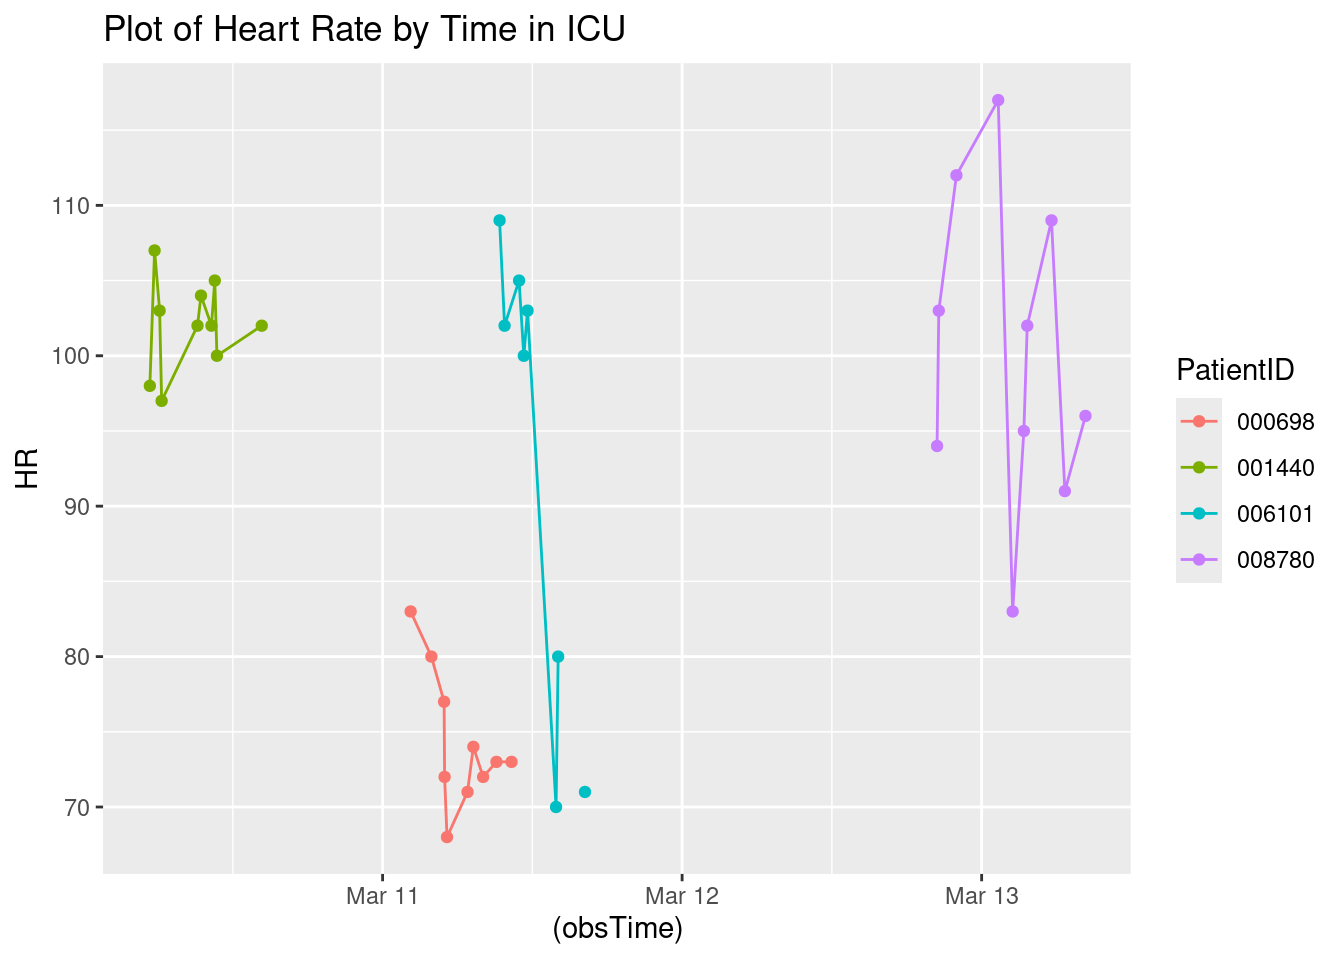 Plot of Heart Rate by Time in ICU
110
100
90
80
70
HR
Mar 11
Mar 12
Mar 13
(obsTime)
PatientID
000698
001440
006101
008780